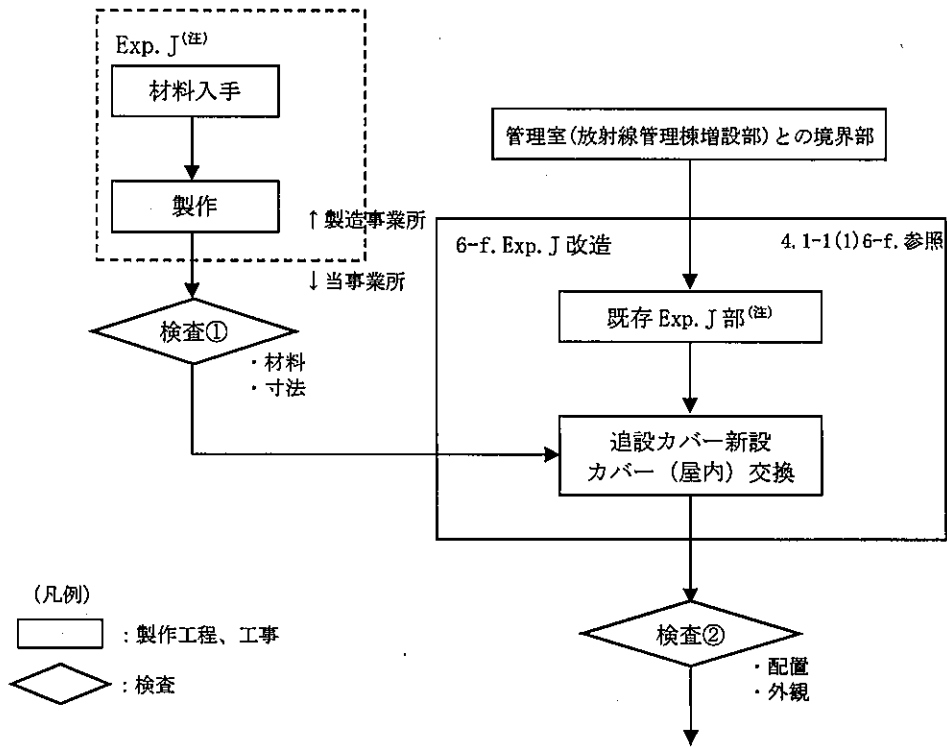 Exp. J(注)
材料入手
製作
↑製造事業所
↓当事業所
検査①
・材料
・寸法
管理室(放射線管理棟増設部)との境界部
6-f. Exp. J 改造
4.1-1(1)6-f. 参照
既存 Exp. J 部(注)
追設カバー新設
カバー（屋内）交換
検査②
・配置
・外観
(凡例)
：製作工程、工事
：検査